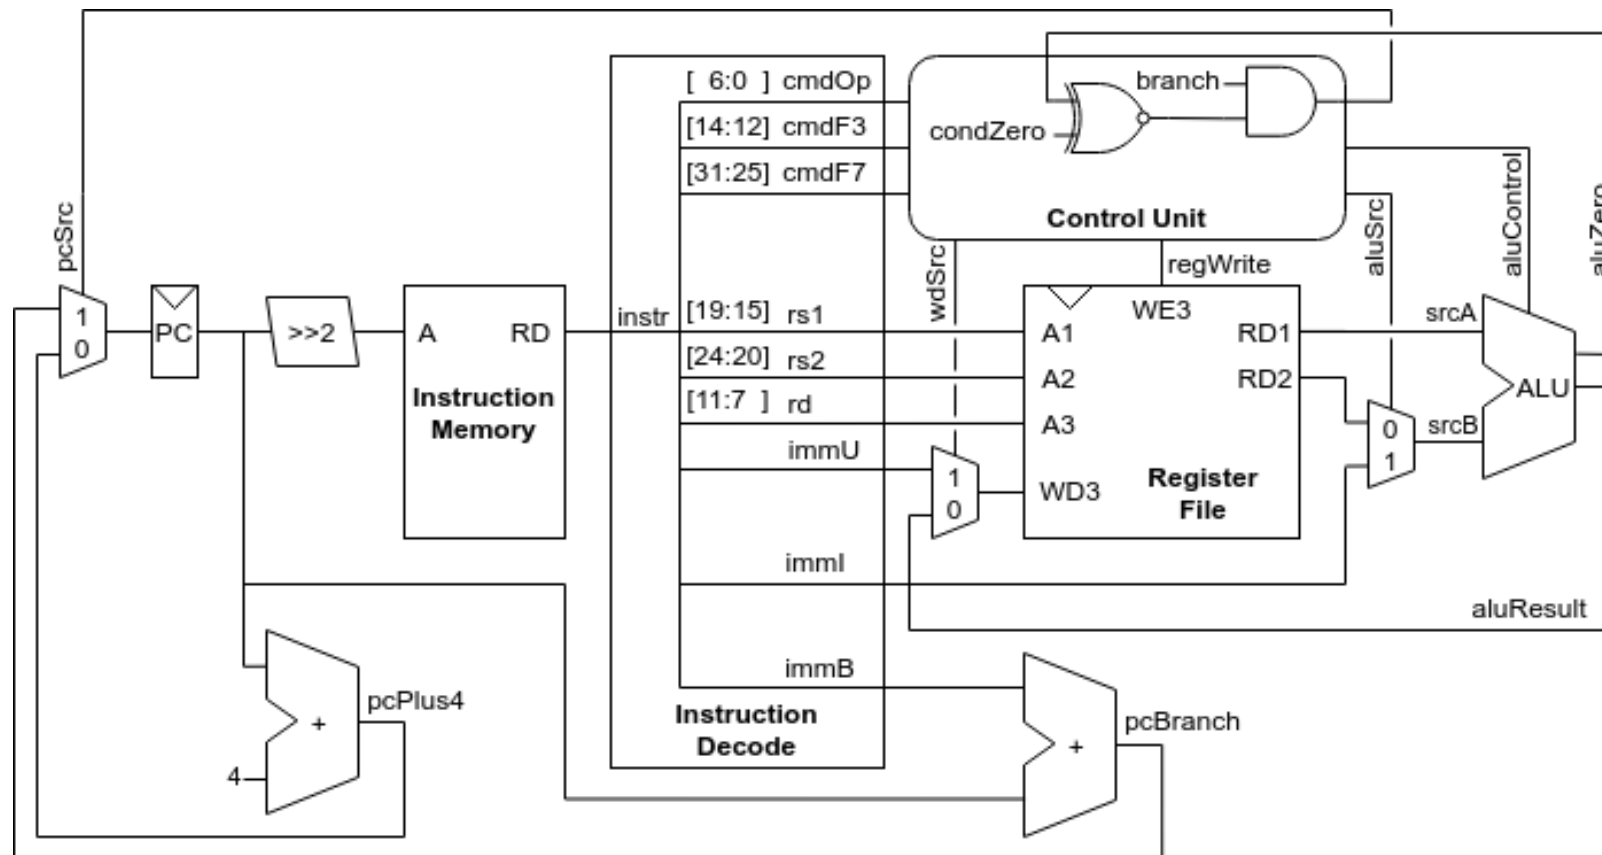 [ 6:0 ] cmdOp
[14:12] cmdF3
[31:25] cmdF7
branch
condZero
Control Unit
pcSrc
wdSrc
regWrite
aluSrc
aluControl
aluZero
1
0
PC
>>2
A
RD
Instruction
Memory
instr
[19:15] rs1
[24:20] rs2
[11:7 ] rd
immU
immI
immB
Instruction
Decode
1
0
WE3
A1
A2
A3
WD3
RD1
RD2
Register
File
srcA
srcB
0
1
ALU
aluResult
4
+
pcPlus4
+
pcBranch